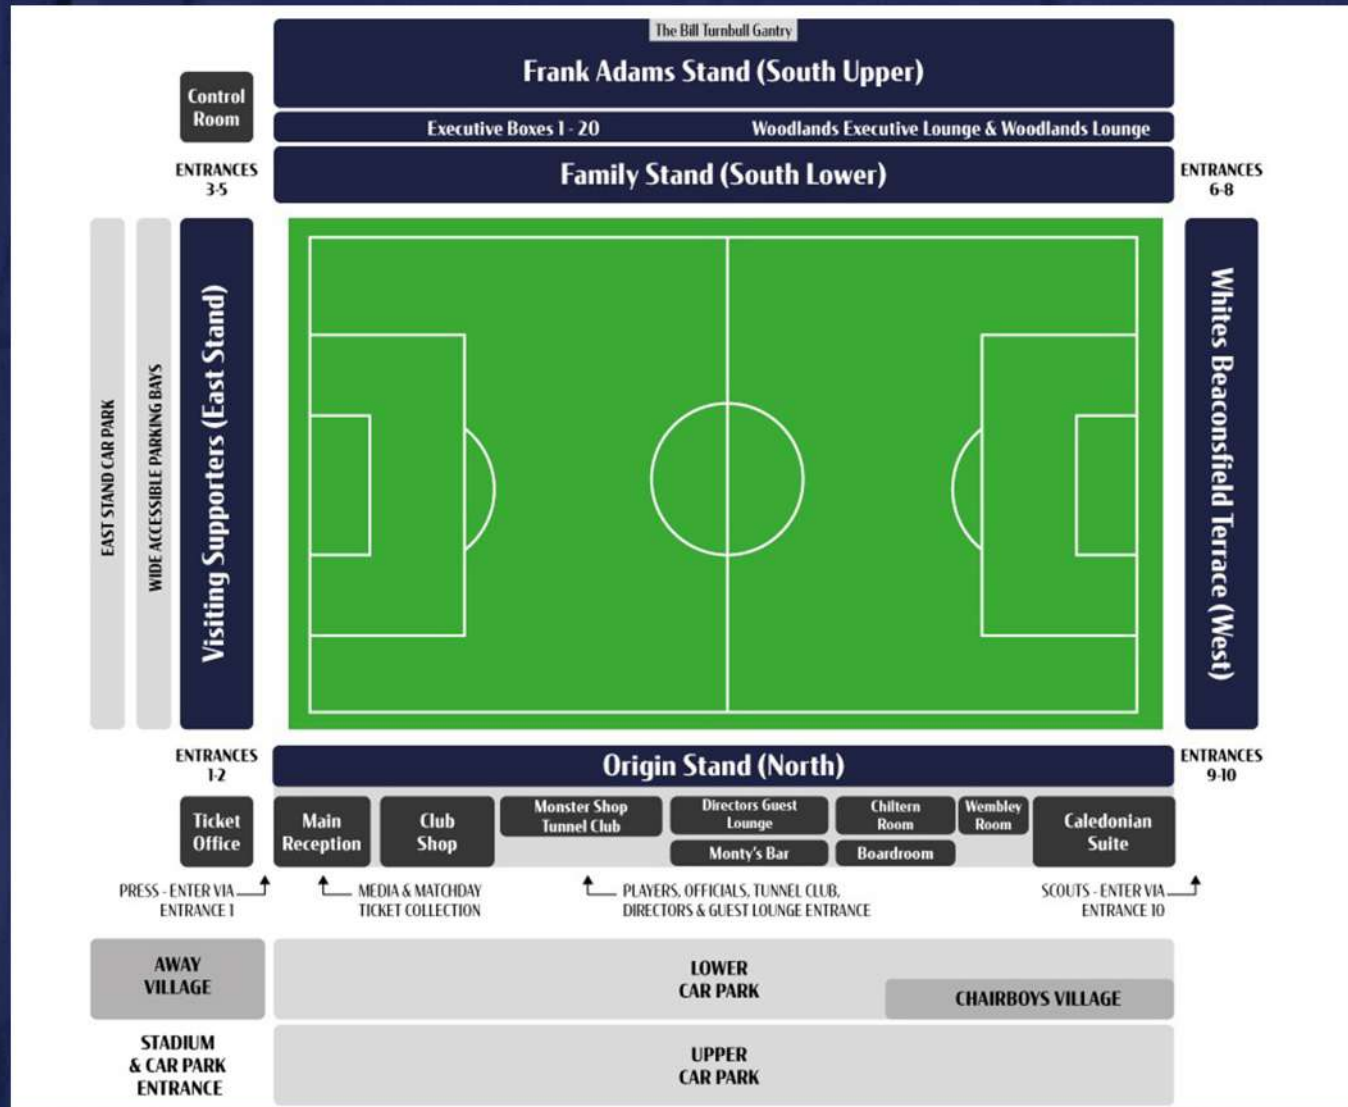 The Bill Turnbull Gantry
Frank Adams Stand (South Upper)
Control
Room
Executive Boxes 1 - 20
Woodlands Executive Lounge & Woodlands Lounge
ENTRANCES
3-5
Family Stand (South Lower)
ENTRANCES
6-8
EAST STAND CAR PARK
WIDE ACCESSIBLE PARKING BAYS
Visiting Supporters (East Stand)
Whites Beaconsfield Terrace (West)
ENTRANCES
1-2
Origin Stand (North)
ENTRANCES
9-10
Ticket
Office
Main
Reception
Club
Shop
Monster Shop
Tunnel Club
Directors Guest
Lounge
Monty's Bar
Chiltern
Room
Boardroom
Wembley
Room
Caledonian
Suite
PRESS - ENTER VIA
ENTRANCE 1
MEDIA & MATCHDAY
TICKET COLLECTION
PLAYERS, OFFICIALS, TUNNEL CLUB,
DIRECTORS & GUEST LOUNGE ENTRANCE
SCOUTS - ENTER VIA
ENTRANCE 10
AWAY
VILLAGE
LOWER
CAR PARK
CHAIRBOYS VILLAGE
STADIUM
& CAR PARK
ENTRANCE
UPPER
CAR PARK